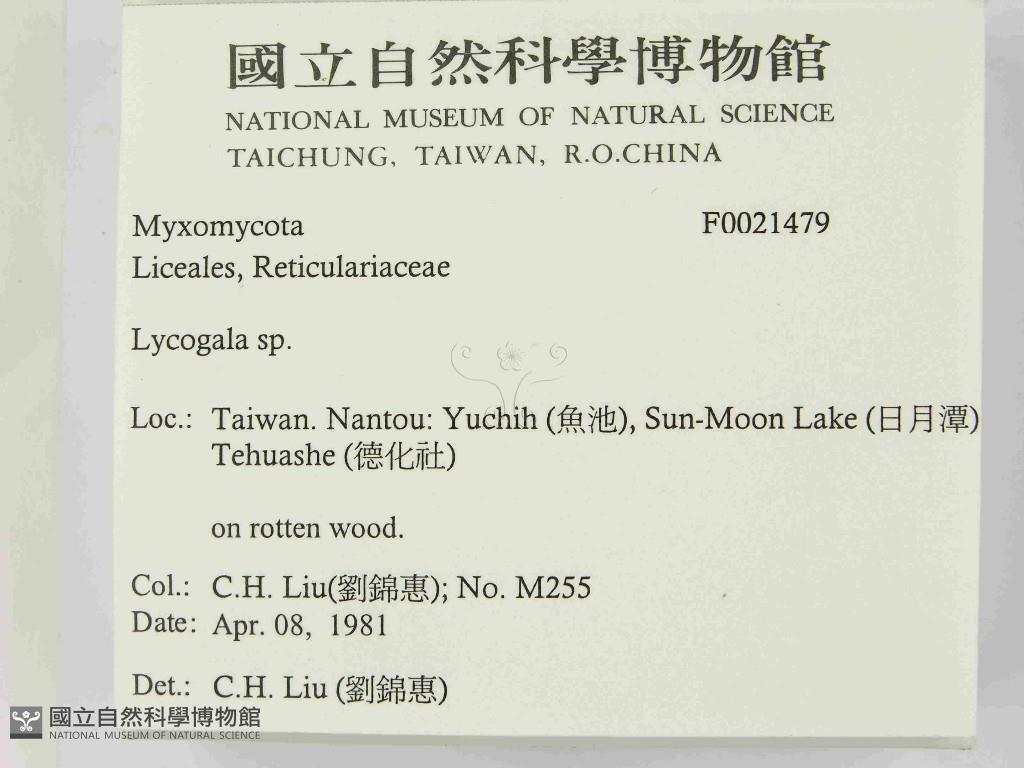 國立自然科學博物館
NATIONAL MUSEUM OF NATURAL SCIENCE
TAICHUNG, TAIWAN, R.O.CHINA
Myxomycota F0021479
Liceales, Reticulariaceae
Lycogala sp.
Loc.: Taiwan. Nantou: Yuchih (魚池), Sun-Moon Lake (日月潭)
Tehuashe (德化社)
on rotten wood.
Col.: C.H. Liu(劉錦惠); No. M255
Date: Apr. 08, 1981
Det.: C.H. Liu (劉錦惠)
國立自然科學博物館
NATIONAL MUSEUM OF NATURAL SCIENCE